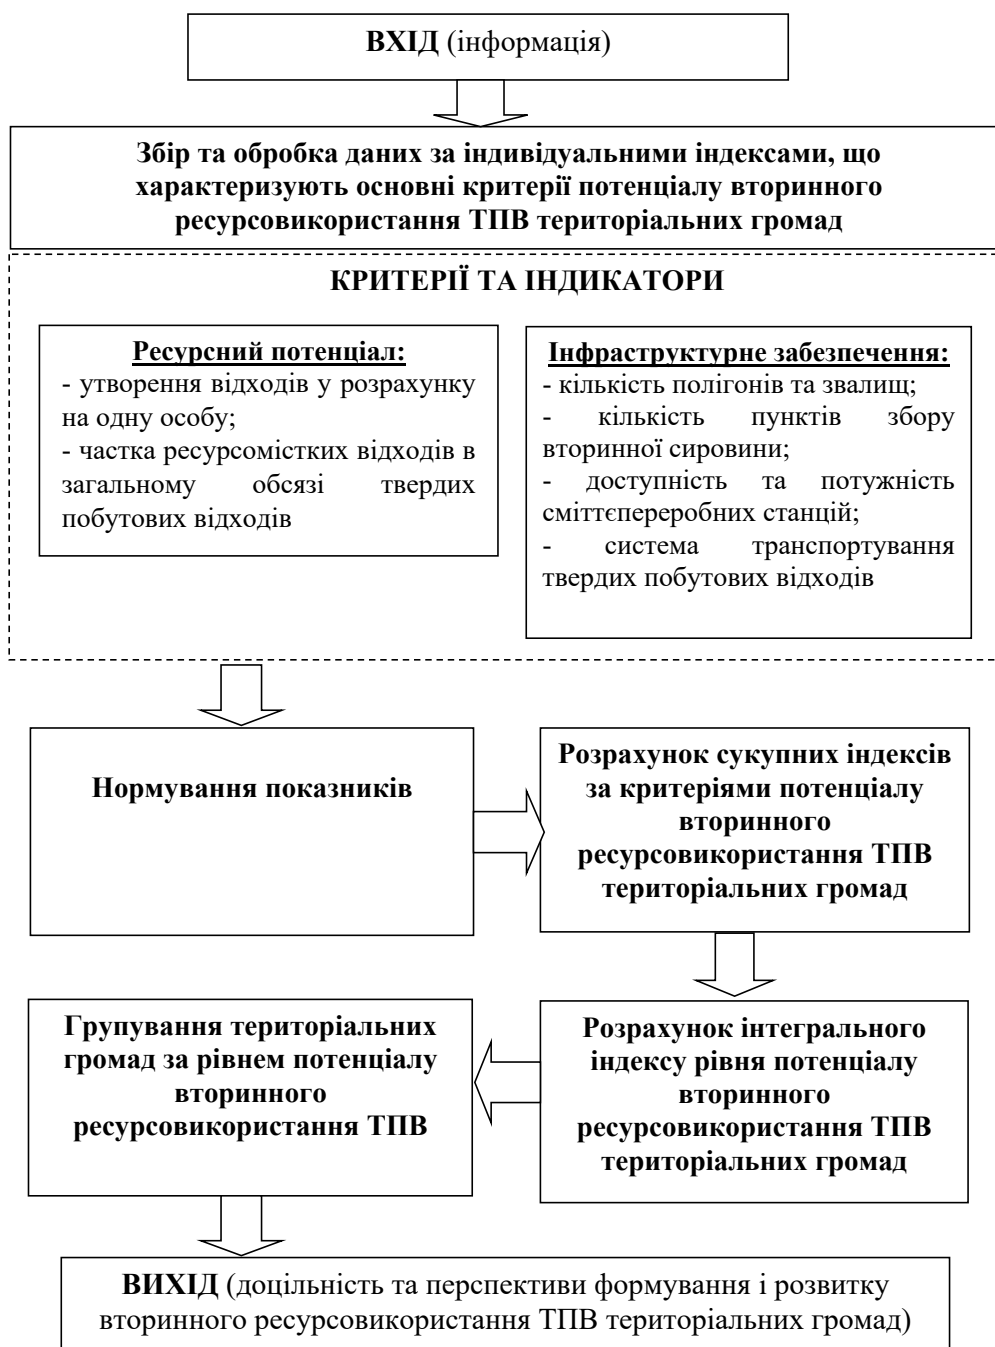 ВХІД (інформація)
Збір та обробка даних за індивідуальними індексами, що
характеризують основні критерії потенціалу вторинного
ресурсовикористання ТПВ територіальних громад
КРИТЕРІЇ ТА ІНДИКАТОРИ
Ресурсний потенціал:
- утворення відходів у розрахунку
на одну особу;
- частка ресурсомістких відходів в
загальному обсязі твердих
побутових відходів
Інфраструктурне забезпечення:
- кількість полігонів та звалищ;
- кількість пунктів збору
вторинної сировини;
- доступність та потужність
сміттєпереробних станцій;
- система транспортування
твердих побутових відходів
Нормування показників
Розрахунок сукупних індексів
за критеріями потенціалу
вторинного
ресурсовикористання ТПВ
територіальних громад
Розрахунок інтегрального
індексу рівня потенціалу
вторинного
ресурсовикористання ТПВ
територіальних громад
Групування територіальних
громад за рівнем потенціалу
вторинного
ресурсовикористання ТПВ
ВИХІД (доцільність та перспективи формування і розвитку
вторинного ресурсовикористання ТПВ територіальних громад)